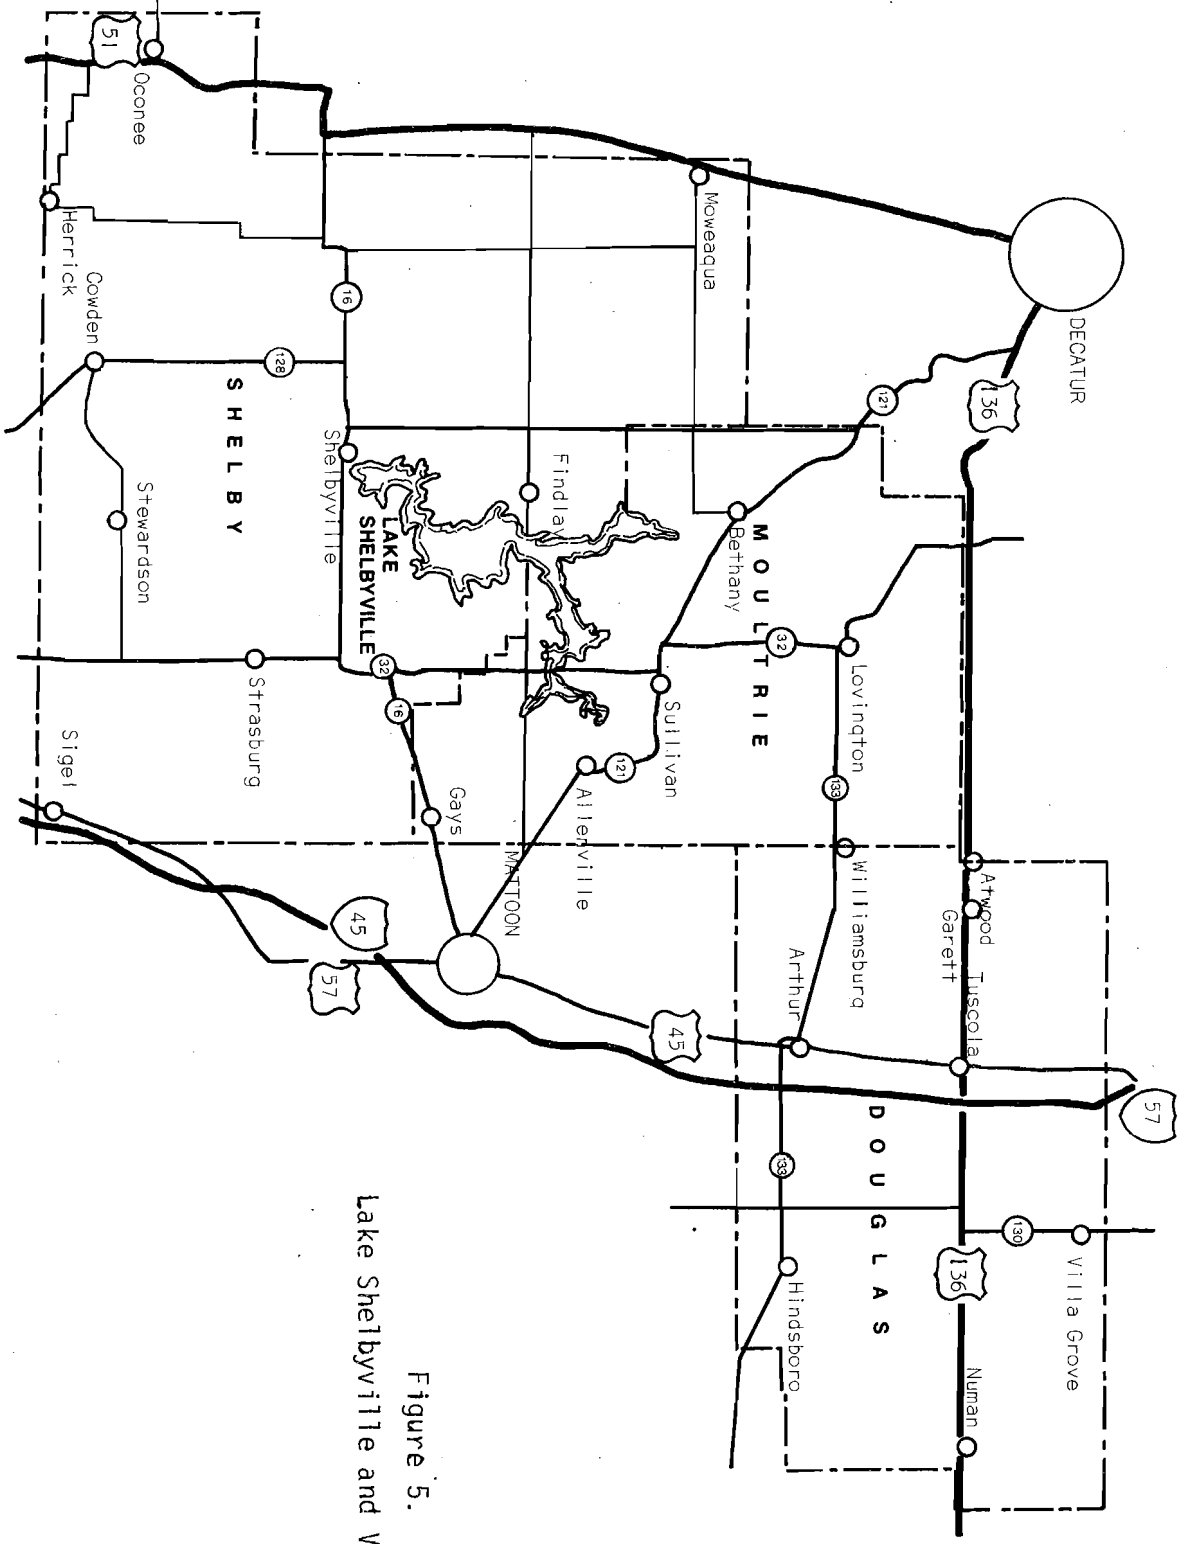 DECATUR
136
121
Moweaqua
51
Oconee
Herrick
Cowden
16
128
SHELBY
Shelbyville
Stewardson
Findlay
LAKE
SHELBYVILLE
Bethany
MOULTRIE
32
Lovington
133
Sullivan
121
Allenville
32
16
Strasburg
Sigel
Gays
MATTOON
Williamsburg
Atwood
Garett
Tuscola
Arthur
45
57
45
57
DOUGLAS
133
130
Villa Grove
136
Hindsboro
Numan
Figure 5.
Lake Shelbyville and